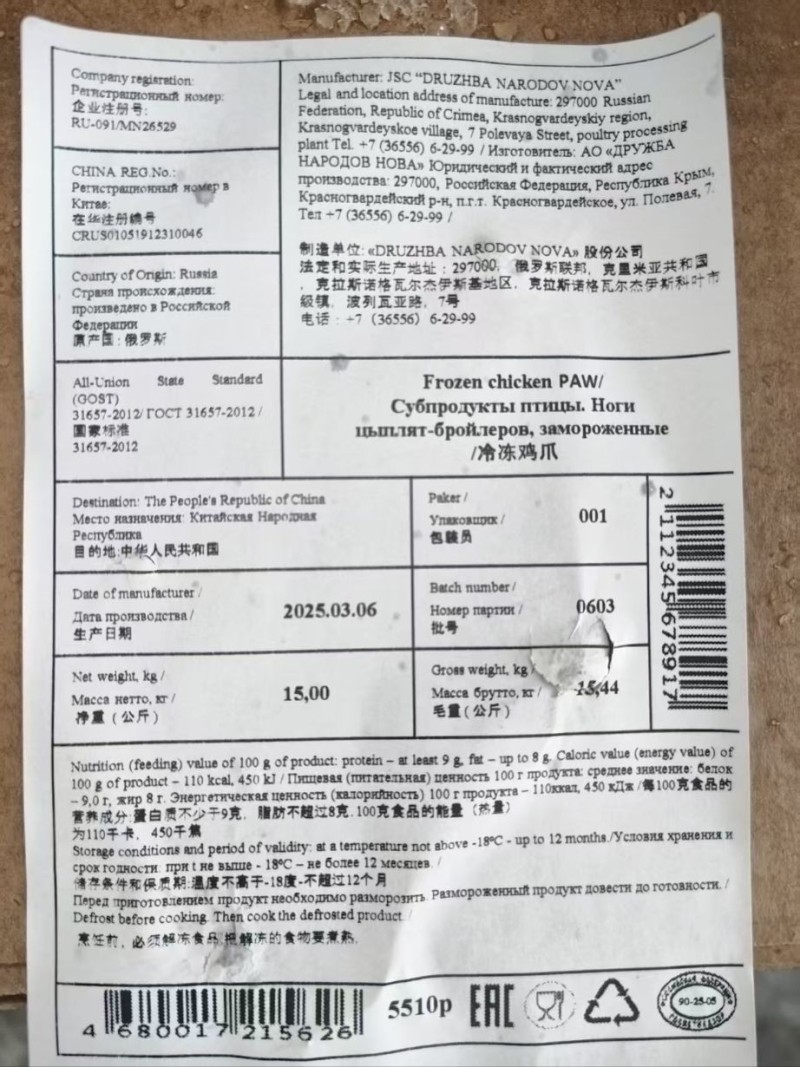 Company regisration:
Регистрационный номер:
企业注册号:
RU-091/MN26529
CHINA REG.No.:
Регистрационный номер в
Китае:
在华注册编号
CRUS01051912310046
Country of Origin: Russia
Страна происхождения:
произведено в Российской
Федерации
原产国:俄罗斯
All-Union State Standard
(GOST)
31657-2012/ ГОСТ 31657-2012 /
国家标准
31657-2012
Manufacturer: JSC "DRUZHBA NARODOV NOVA"
Legal and location address of manufacture: 297000 Russian
Federation, Republic of Crimea, Krasnogvardeyskiy region,
Krasnogvardeyskoe village, 7 Polevaya Street, poultry processing
plant Tel. +7 (36556) 6-29-99 / Изготовитель: АО «ДРУЖБА
НАРОДОВ НОВА» Юридический и фактический адрес
производства: 297000, Российская Федерация, Республика Крым,
Красногвардейский р-н, п.г.т. Красногвардейское, ул. Полевая, 7.
Тел +7 (36556) 6-29-99 /
制造单位: «DRUZHBA NARODOV NOVA» 股份公司
法定和实际生产地址: 297000, 俄罗斯联邦, 克里米亚共和国
, 克拉斯诺格瓦尔杰伊斯基地区, 克拉斯诺格瓦尔杰伊斯科叶市
级镇, 波列瓦亚路, 7号
电话: +7 (36556) 6-29-99
Frozen chicken PAW/
Субпродукты птицы. Ноги
цыплят-бройлеров, замороженные
/冷冻鸡爪
Destination: The People's Republic of China
Место назначения: Китайская Народная
Республика
目的地:中华人民共和国
Paker /
Упаковщик /
包装员
001
Date of manufacturer /
Дата производства /
生产日期
2025.03.06
Batch number /
Номер партии /
批号
0603
Net weight, kg /
Масса нетто, кг /
净重 (公斤)
15,00
Gross weight, kg /
Масса брутто, кг /
毛重 (公斤)
15,44
2 112345 678917
Nutrition (feeding) value of 100 g of product: protein – at least 9 g, fat – up to 8 g. Caloric value (energy value) of
100 g of product – 110 kcal, 450 kJ / Пищевая (питательная) ценность 100 г продукта: среднее значение: белок
– 9,0 г, жир 8 г. Энергетическая ценность (калорийность) 100 г продукта – 110ккал, 450 кДж /每100克食品的
营养成分:蛋白质不少于9克, 脂肪不超过8克. 100克食品的能量 (热量)
为110千卡, 450千焦
Storage conditions and period of validity: at a temperature not above -18°C - up to 12 months /Условия хранения и
срок годности: при t не выше - 18°C – не более 12 месяцев. /
储存条件和保质期:温度不高于-18度-不超过12个月
Перед приготовлением продукт необходимо разморозить. Размороженный продукт довести до готовности. /
Defrost before cooking. Then cook the defrosted product. /
烹饪前, 必须解冻食品,把解冻的食物要煮熟.
4 680017 215626
5510р
EAC
90-25-05